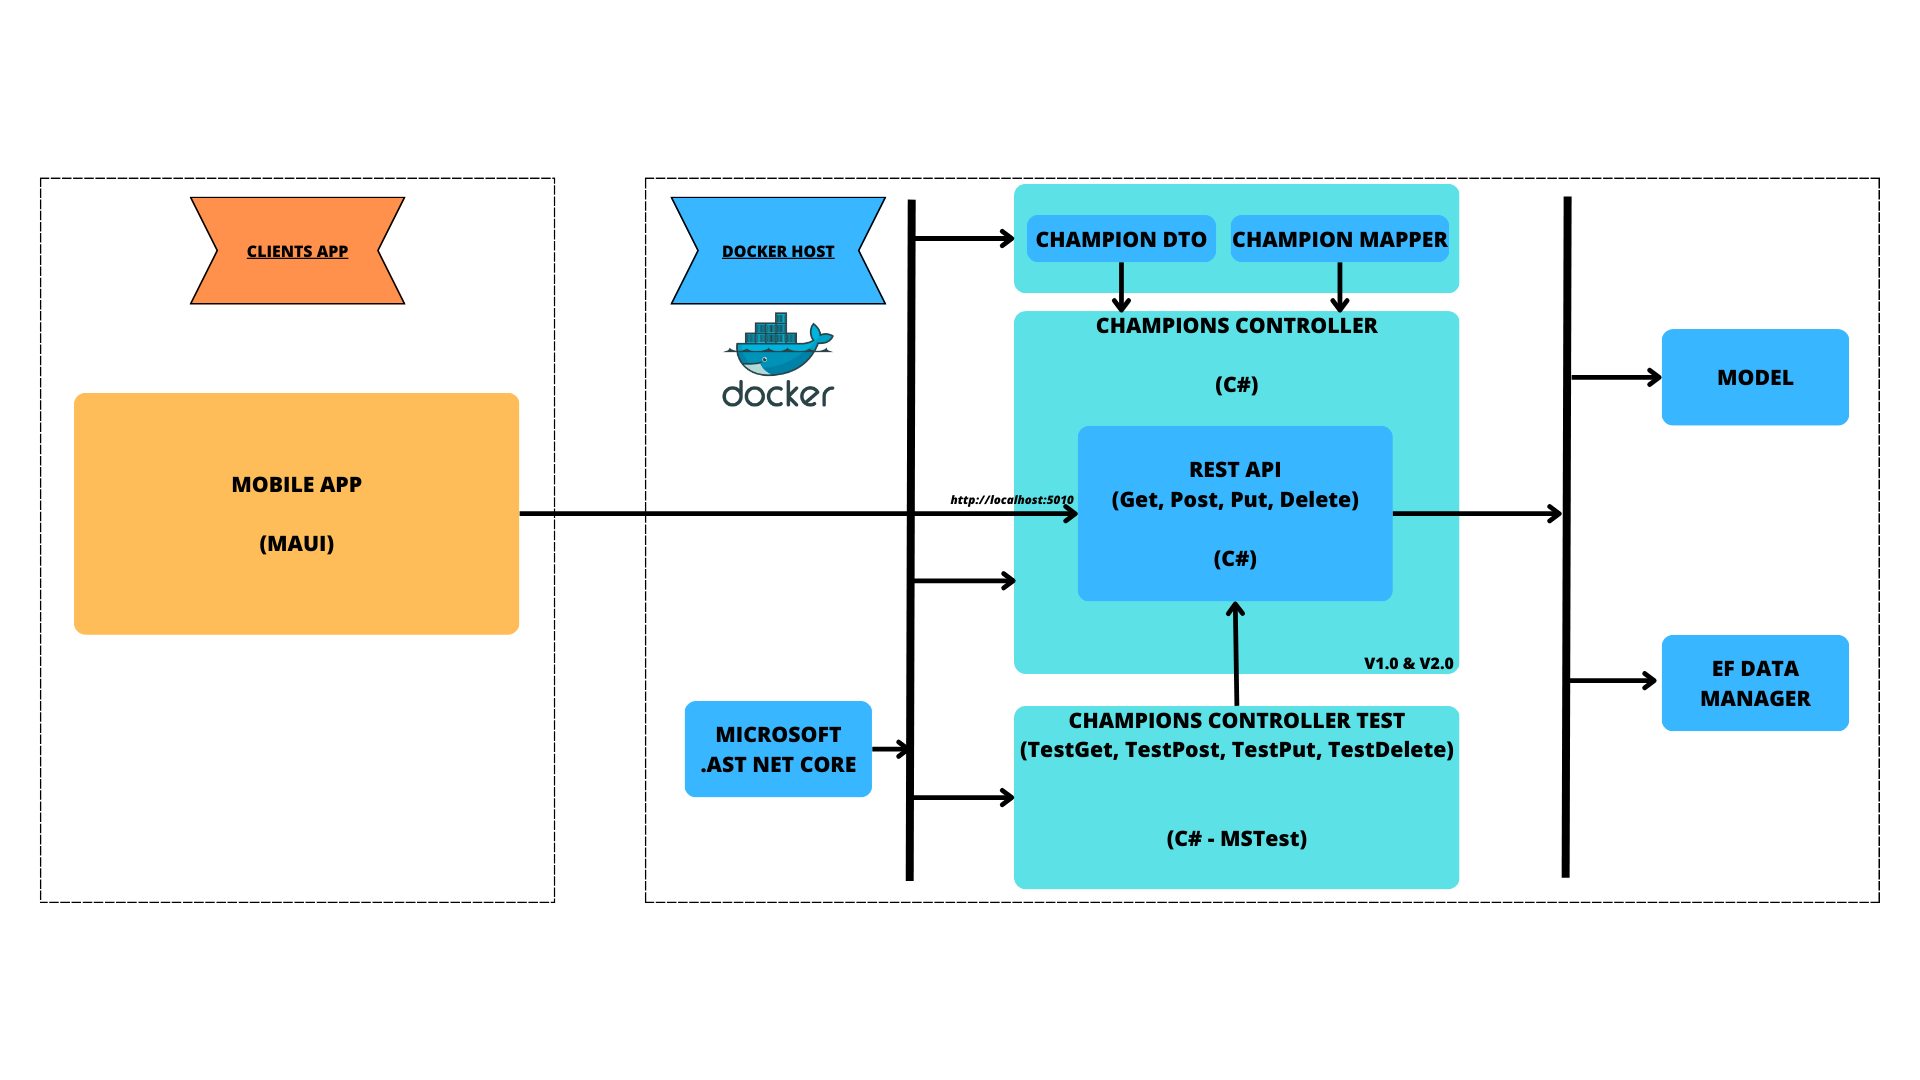 CLIENTS APP
MOBILE APP
(MAUI)
DOCKER HOST
docker
MICROSOFT
.AST NET CORE
http://localhost:5010
CHAMPION DTO
CHAMPION MAPPER
CHAMPIONS CONTROLLER
(C#)
REST API
(Get, Post, Put, Delete)
(C#)
V1.0 & V2.0
CHAMPIONS CONTROLLER TEST
(TestGet, TestPost, TestPut, TestDelete)
(C# - MSTest)
MODEL
EF DATA
MANAGER